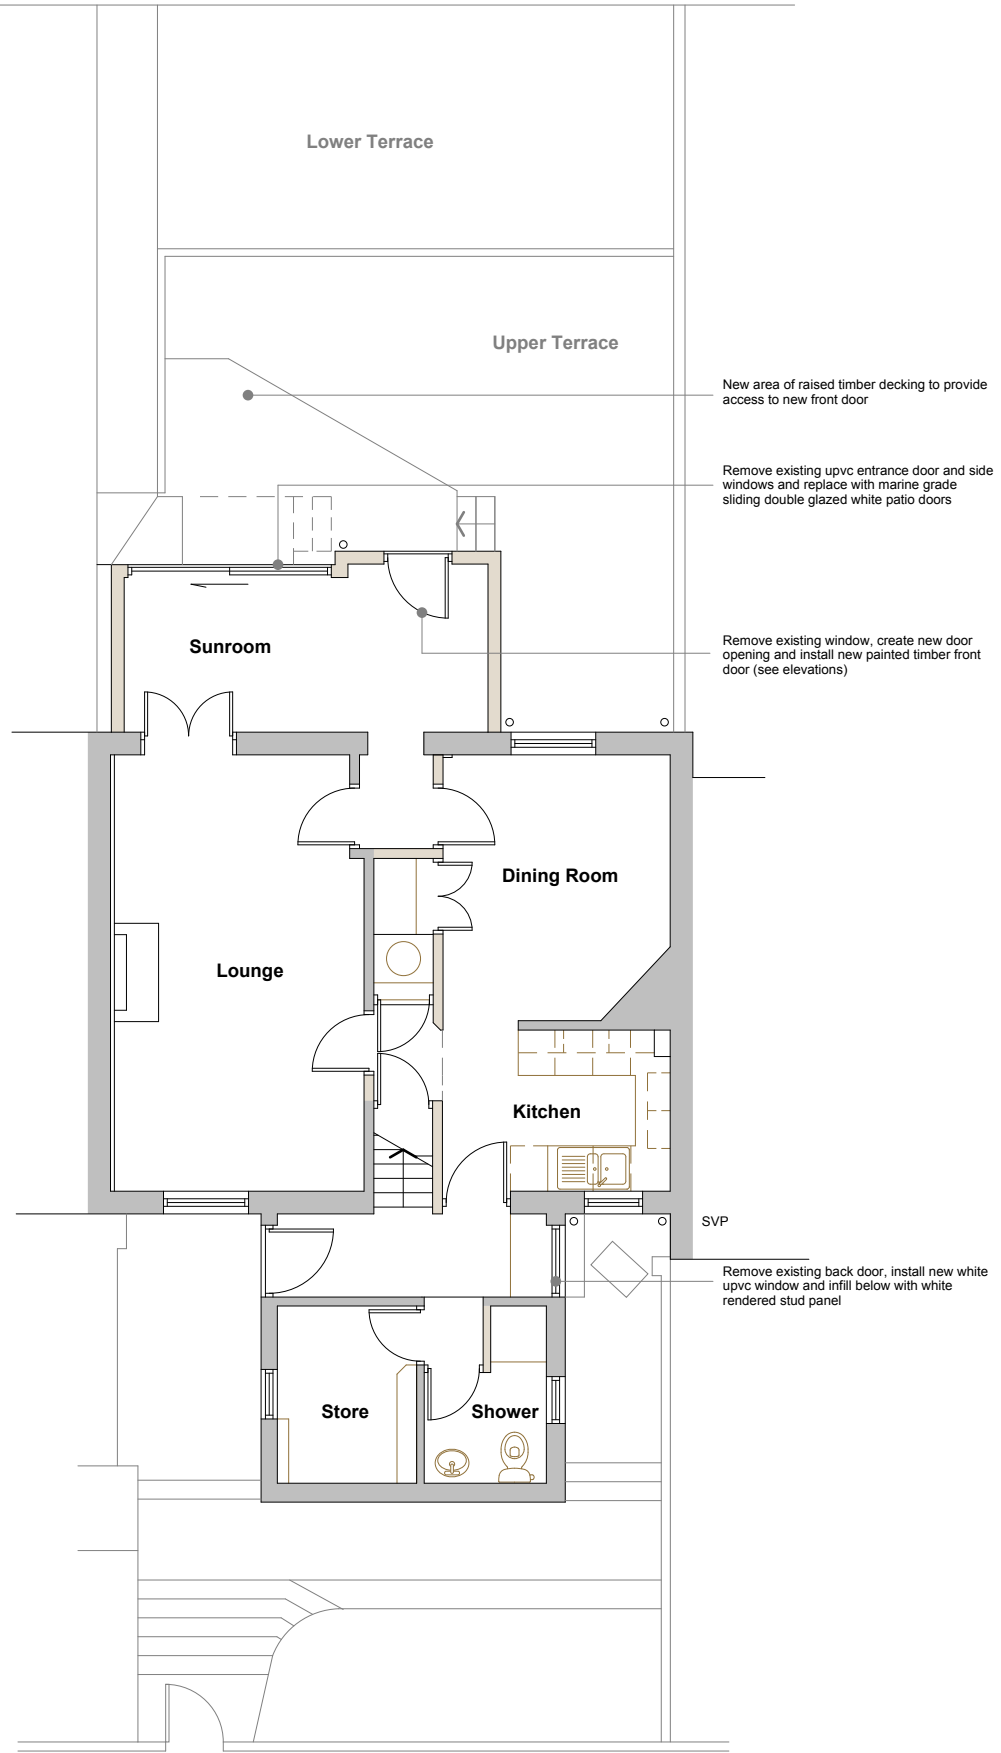 Lower Terrace
Upper Terrace
New area of raised timber decking to provide
access to new front door
Remove existing upvc entrance door and side
windows and replace with marine grade
sliding double glazed white patio doors
Sunroom
Remove existing window, create new door
opening and install new painted timber front
door (see elevations)
Dining Room
Lounge
Kitchen
SVP
Remove existing back door, install new white
upvc window and infill below with white
rendered stud panel
Store
Shower